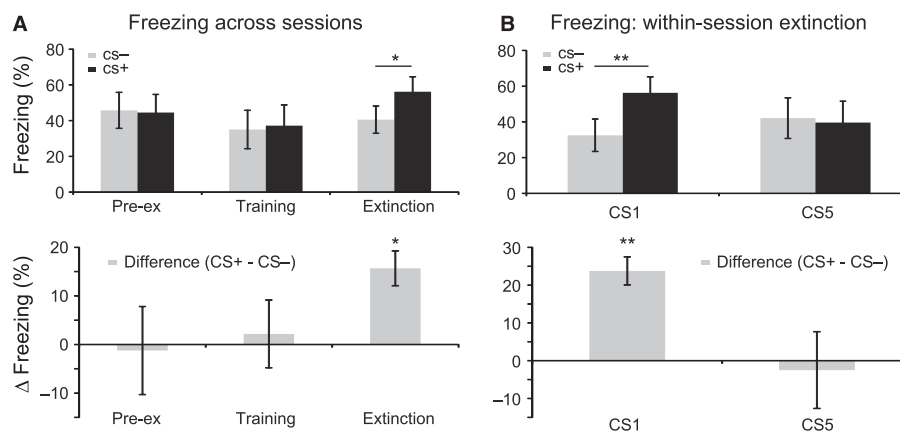 A
Freezing across sessions
CS–
CS+
Freezing (%)
80
60
40
20
0
*
Pre-ex
Training
Extinction
Δ Freezing (%)
20
10
0
–10
Difference (CS+ - CS–)
*
Pre-ex
Training
Extinction
B
Freezing: within-session extinction
CS–
CS+
80
60
40
20
0
**
CS1
CS5
30
20
10
0
–10
**
Difference (CS+ - CS–)
CS1
CS5